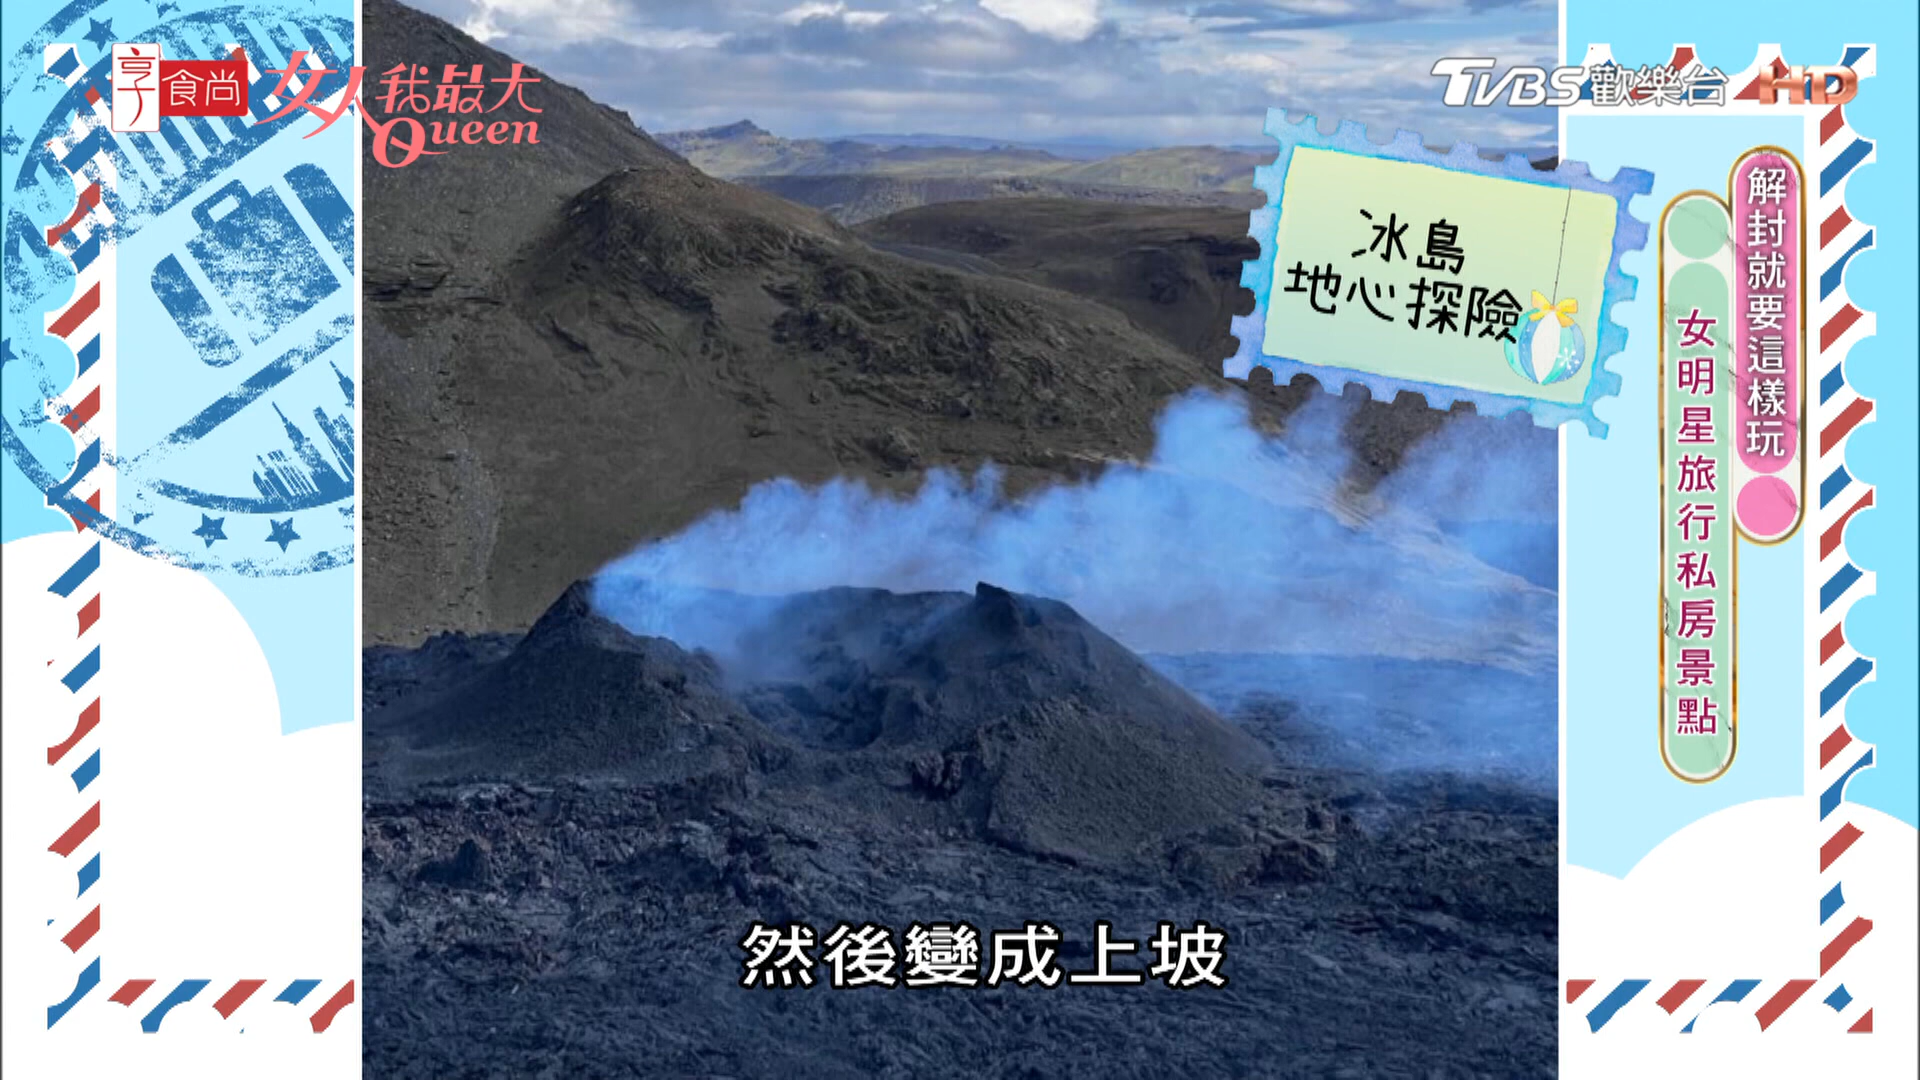 享食尚
女人我最大
Queen
TVBS歡樂台 HD
冰島
地心探險
解封就要這樣玩
女明星旅行私房景點
然後變成上坡